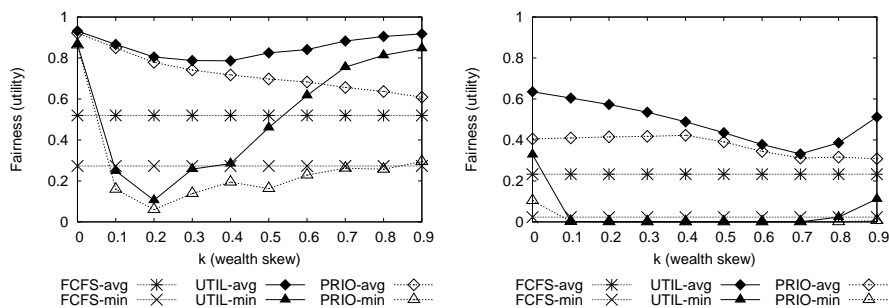 Fairness (utility)
1
0.8
0.6
0.4
0.2
0
0 0.1 0.2 0.3 0.4 0.5 0.6 0.7 0.8 0.9
k (wealth skew)
FCFS-avg UTIL-avg PRIO-avg
FCFS-min UTIL-min PRIO-min
Fairness (utility)
1
0.8
0.6
0.4
0.2
0
0 0.1 0.2 0.3 0.4 0.5 0.6 0.7 0.8 0.9
k (wealth skew)
FCFS-avg UTIL-avg PRIO-avg
FCFS-min UTIL-min PRIO-min